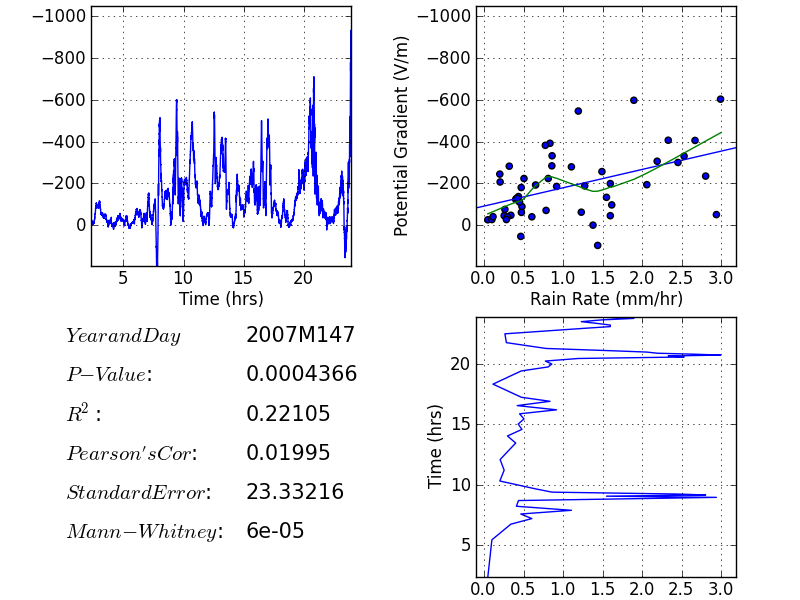 −1000
−800
−600
−400
−200
0
5 10 15 20
Time (hrs)
Potential Gradient (V/m)
−1000
−800
−600
−400
−200
0
0.0 0.5 1.0 1.5 2.0 2.5 3.0
Rain Rate (mm/hr)
YearandDay 2007M147
P−Value: 0.0004366
R²: 0.22105
Pearson'sCor: 0.01995
StandardError: 23.33216
Mann−Whitney: 6e-05
Time (hrs)
20
15
10
5
0.0 0.5 1.0 1.5 2.0 2.5 3.0